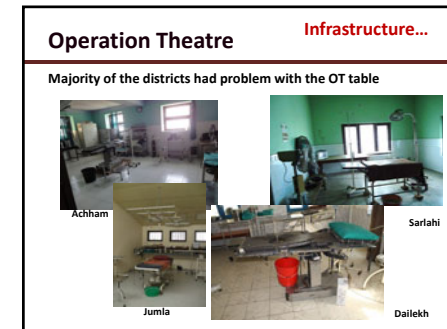 Infrastructure…
Operation Theatre
Majority of the districts had problem with the OT table
Achham
Sarlahi
Jumla
Dailekh